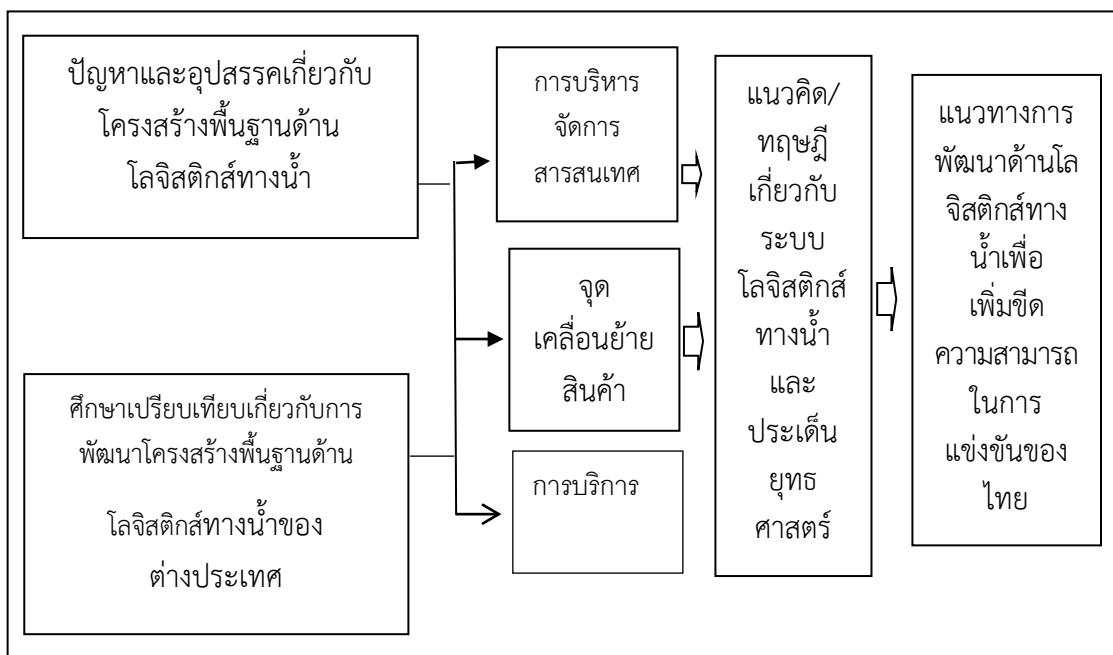 ปัญหาและอุปสรรคเกี่ยวกับ
โครงสร้างพื้นฐานด้าน
โลจิสติกส์ทางน้ำ
ศึกษาเปรียบเทียบเกี่ยวกับการ
พัฒนาโครงสร้างพื้นฐานด้าน
โลจิสติกส์ทางน้ำของ
ต่างประเทศ
การบริหาร
จัดการ
สารสนเทศ
จุด
เคลื่อนย้าย
สินค้า
การบริการ
แนวคิด/
ทฤษฎี
เกี่ยวกับ
ระบบ
โลจิสติกส์
ทางน้ำ
และ
ประเด็น
ยุทธ
ศาสตร์
แนวทางการ
พัฒนาด้านโล
จิสติกส์ทาง
น้ำเพื่อ
เพิ่มขีด
ความสามารถ
ในการ
แข่งขันของ
ไทย